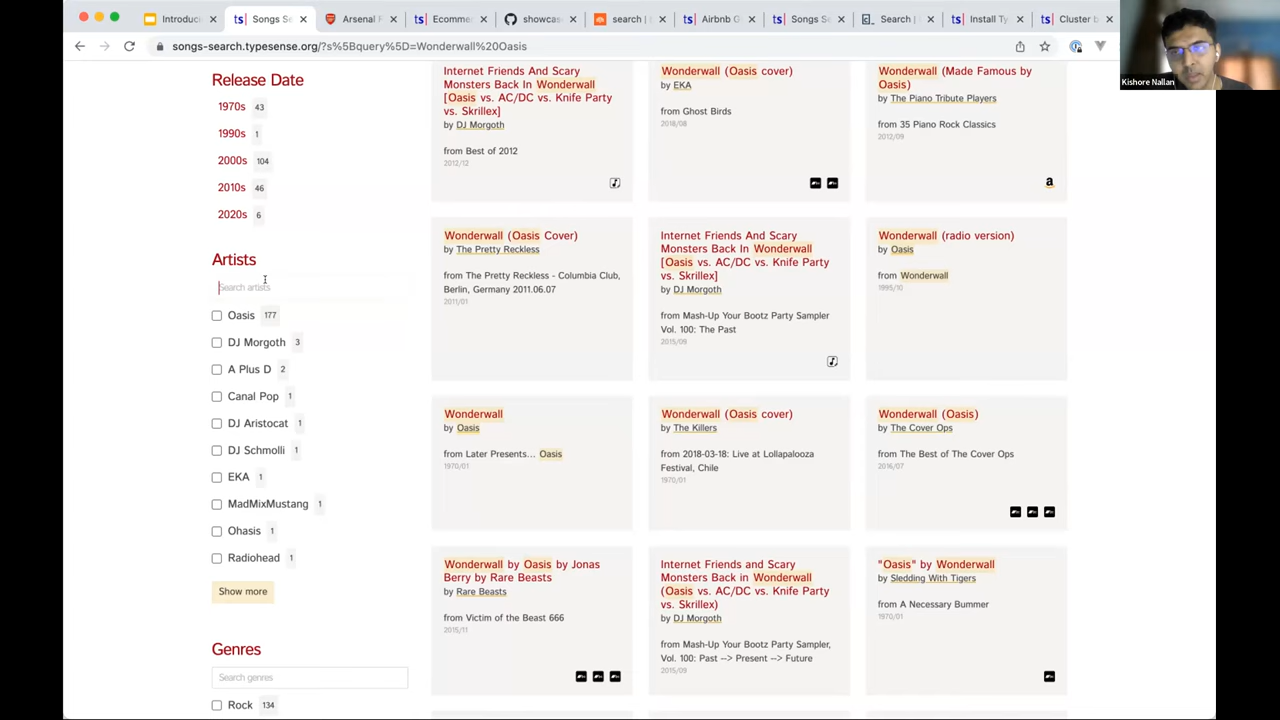 Introduci
Songs Se
Arsenal F
Ecomme
showcas
search |
Airbnb G
Songs Se
Search |
Install Ty
Cluster b
songs-search.typesense.org/?s%5Bquery%5D=Wonderwall%20Oasis
Kishore Nallan
Release Date
1970s 43
1990s 1
2000s 104
2010s 46
2020s 6
Artists
Search artists
Oasis 177
DJ Morgoth 3
A Plus D 2
Canal Pop 1
DJ Aristocat 1
DJ Schmolli 1
EKA 1
MadMixMustang 1
Ohasis 1
Radiohead 1
Show more
Genres
Search genres
Rock 134
Internet Friends And Scary
Monsters Back In Wonderwall
[Oasis vs. AC/DC vs. Knife Party
vs. Skrillex]
by DJ Morgoth
from Best of 2012
2012/12
Wonderwall (Oasis cover)
by EKA
from Ghost Birds
2018/08
Wonderwall (Made Famous by
Oasis)
by The Piano Tribute Players
from 35 Piano Rock Classics
2012/09
Wonderwall (Oasis Cover)
by The Pretty Reckless
from The Pretty Reckless - Columbia Club,
Berlin, Germany 2011.06.07
2011/01
Internet Friends And Scary
Monsters Back In Wonderwall
[Oasis vs. AC/DC vs. Knife Party
vs. Skrillex]
by DJ Morgoth
from Mash-Up Your Bootz Party Sampler
Vol. 100: The Past
2015/09
Wonderwall (radio version)
by Oasis
from Wonderwall
1995/10
Wonderwall
by Oasis
from Later Presents... Oasis
1970/01
Wonderwall (Oasis cover)
by The Killers
from 2018-03-18: Live at Lollapalooza
Festival, Chile
1970/01
Wonderwall (Oasis)
by The Cover Ops
from The Best of The Cover Ops
2016/07
Wonderwall by Oasis by Jonas
Berry by Rare Beasts
by Rare Beasts
from Victim of the Beast 666
2015/11
Internet Friends and Scary
Monsters Back in Wonderwall
(Oasis vs. AC/DC vs. Knife Party
vs. Skrillex)
by DJ Morgoth
from Mash-Up Your Bootz Party Sampler,
Vol. 100: Past --> Present --> Future
2015/09
"Oasis" by Wonderwall
by Sledding With Tigers
from A Necessary Bummer
1970/01